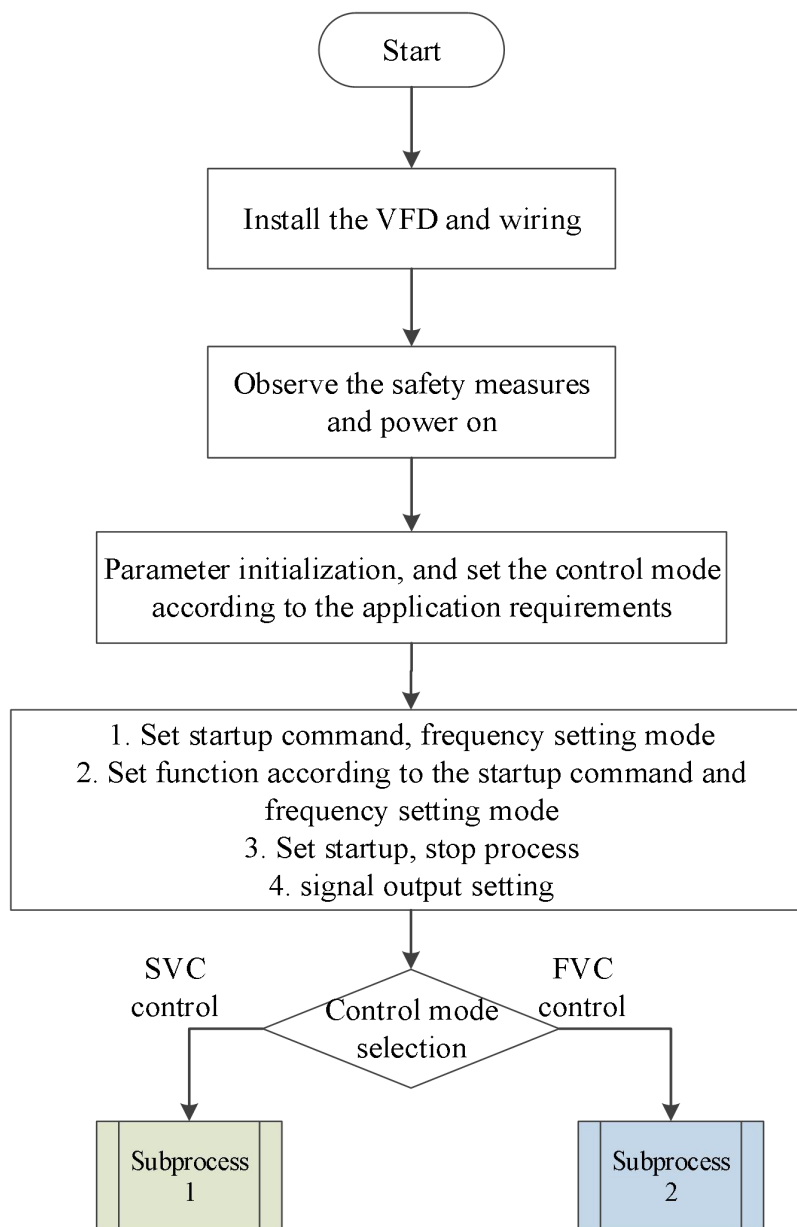 Start
Install the VFD and wiring
Observe the safety measures
and power on
Parameter initialization, and set the control mode
according to the application requirements
1. Set startup command, frequency setting mode
2. Set function according to the startup command and
frequency setting mode
3. Set startup, stop process
4. signal output setting
SVC
control
FVC
control
Control mode
selection
Subprocess
1
Subprocess
2